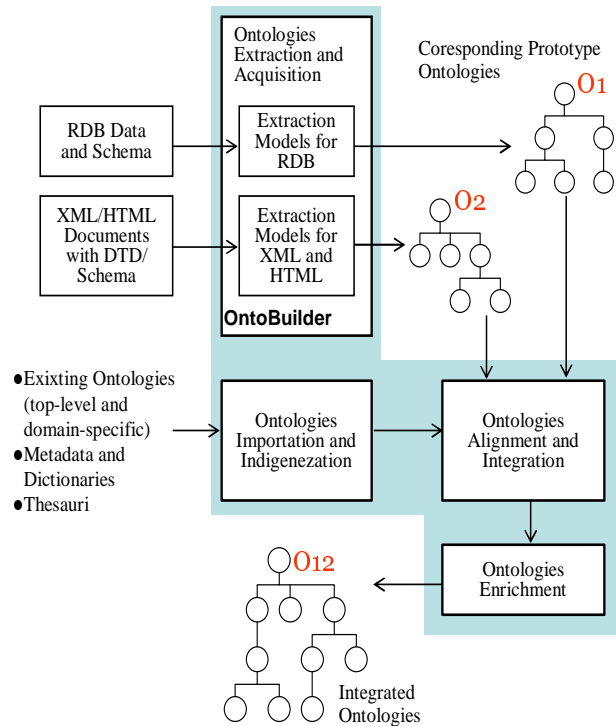 Ontologies
Extraction and
Acquisition
Coresponding Prototype
Ontologies
O1
RDB Data
and Schema
Extraction
Models for
RDB
XML/HTML
Documents
with DTD/
Schema
Extraction
Models for
XML and
HTML
O2
OntoBuilder
●Exixting Ontologies
(top-level and
domain-specific)
●Metadata and
Dictionaries
●Thesauri
Ontologies
Importation and
Indigenezation
Ontologies
Alignment and
Integration
Ontologies
Enrichment
O12
Integrated
Ontologies